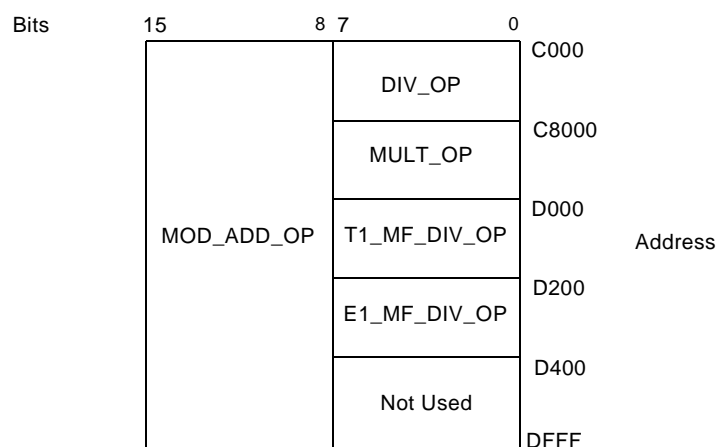 Bits 15 8 7 0
C000
DIV_OP
C8000
MULT_OP
D000
MOD_ADD_OP T1_MF_DIV_OP Address
D200
E1_MF_DIV_OP
D400
Not Used
DFFF